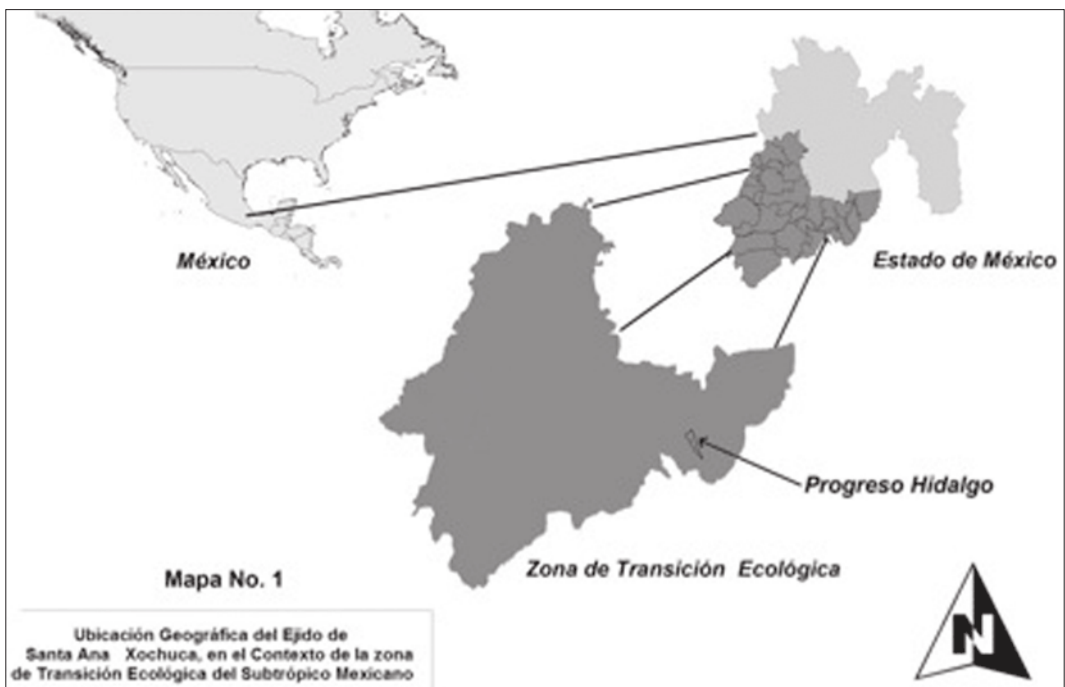 México
Estado de México
Progreso Hidalgo
Zona de Transición Ecológica
Mapa No. 1
Ubicación Geográfica del Ejido de
Santa Ana Xochuca, en el Contexto de la zona
de Transición Ecológica del Subtrópico Mexicano
N